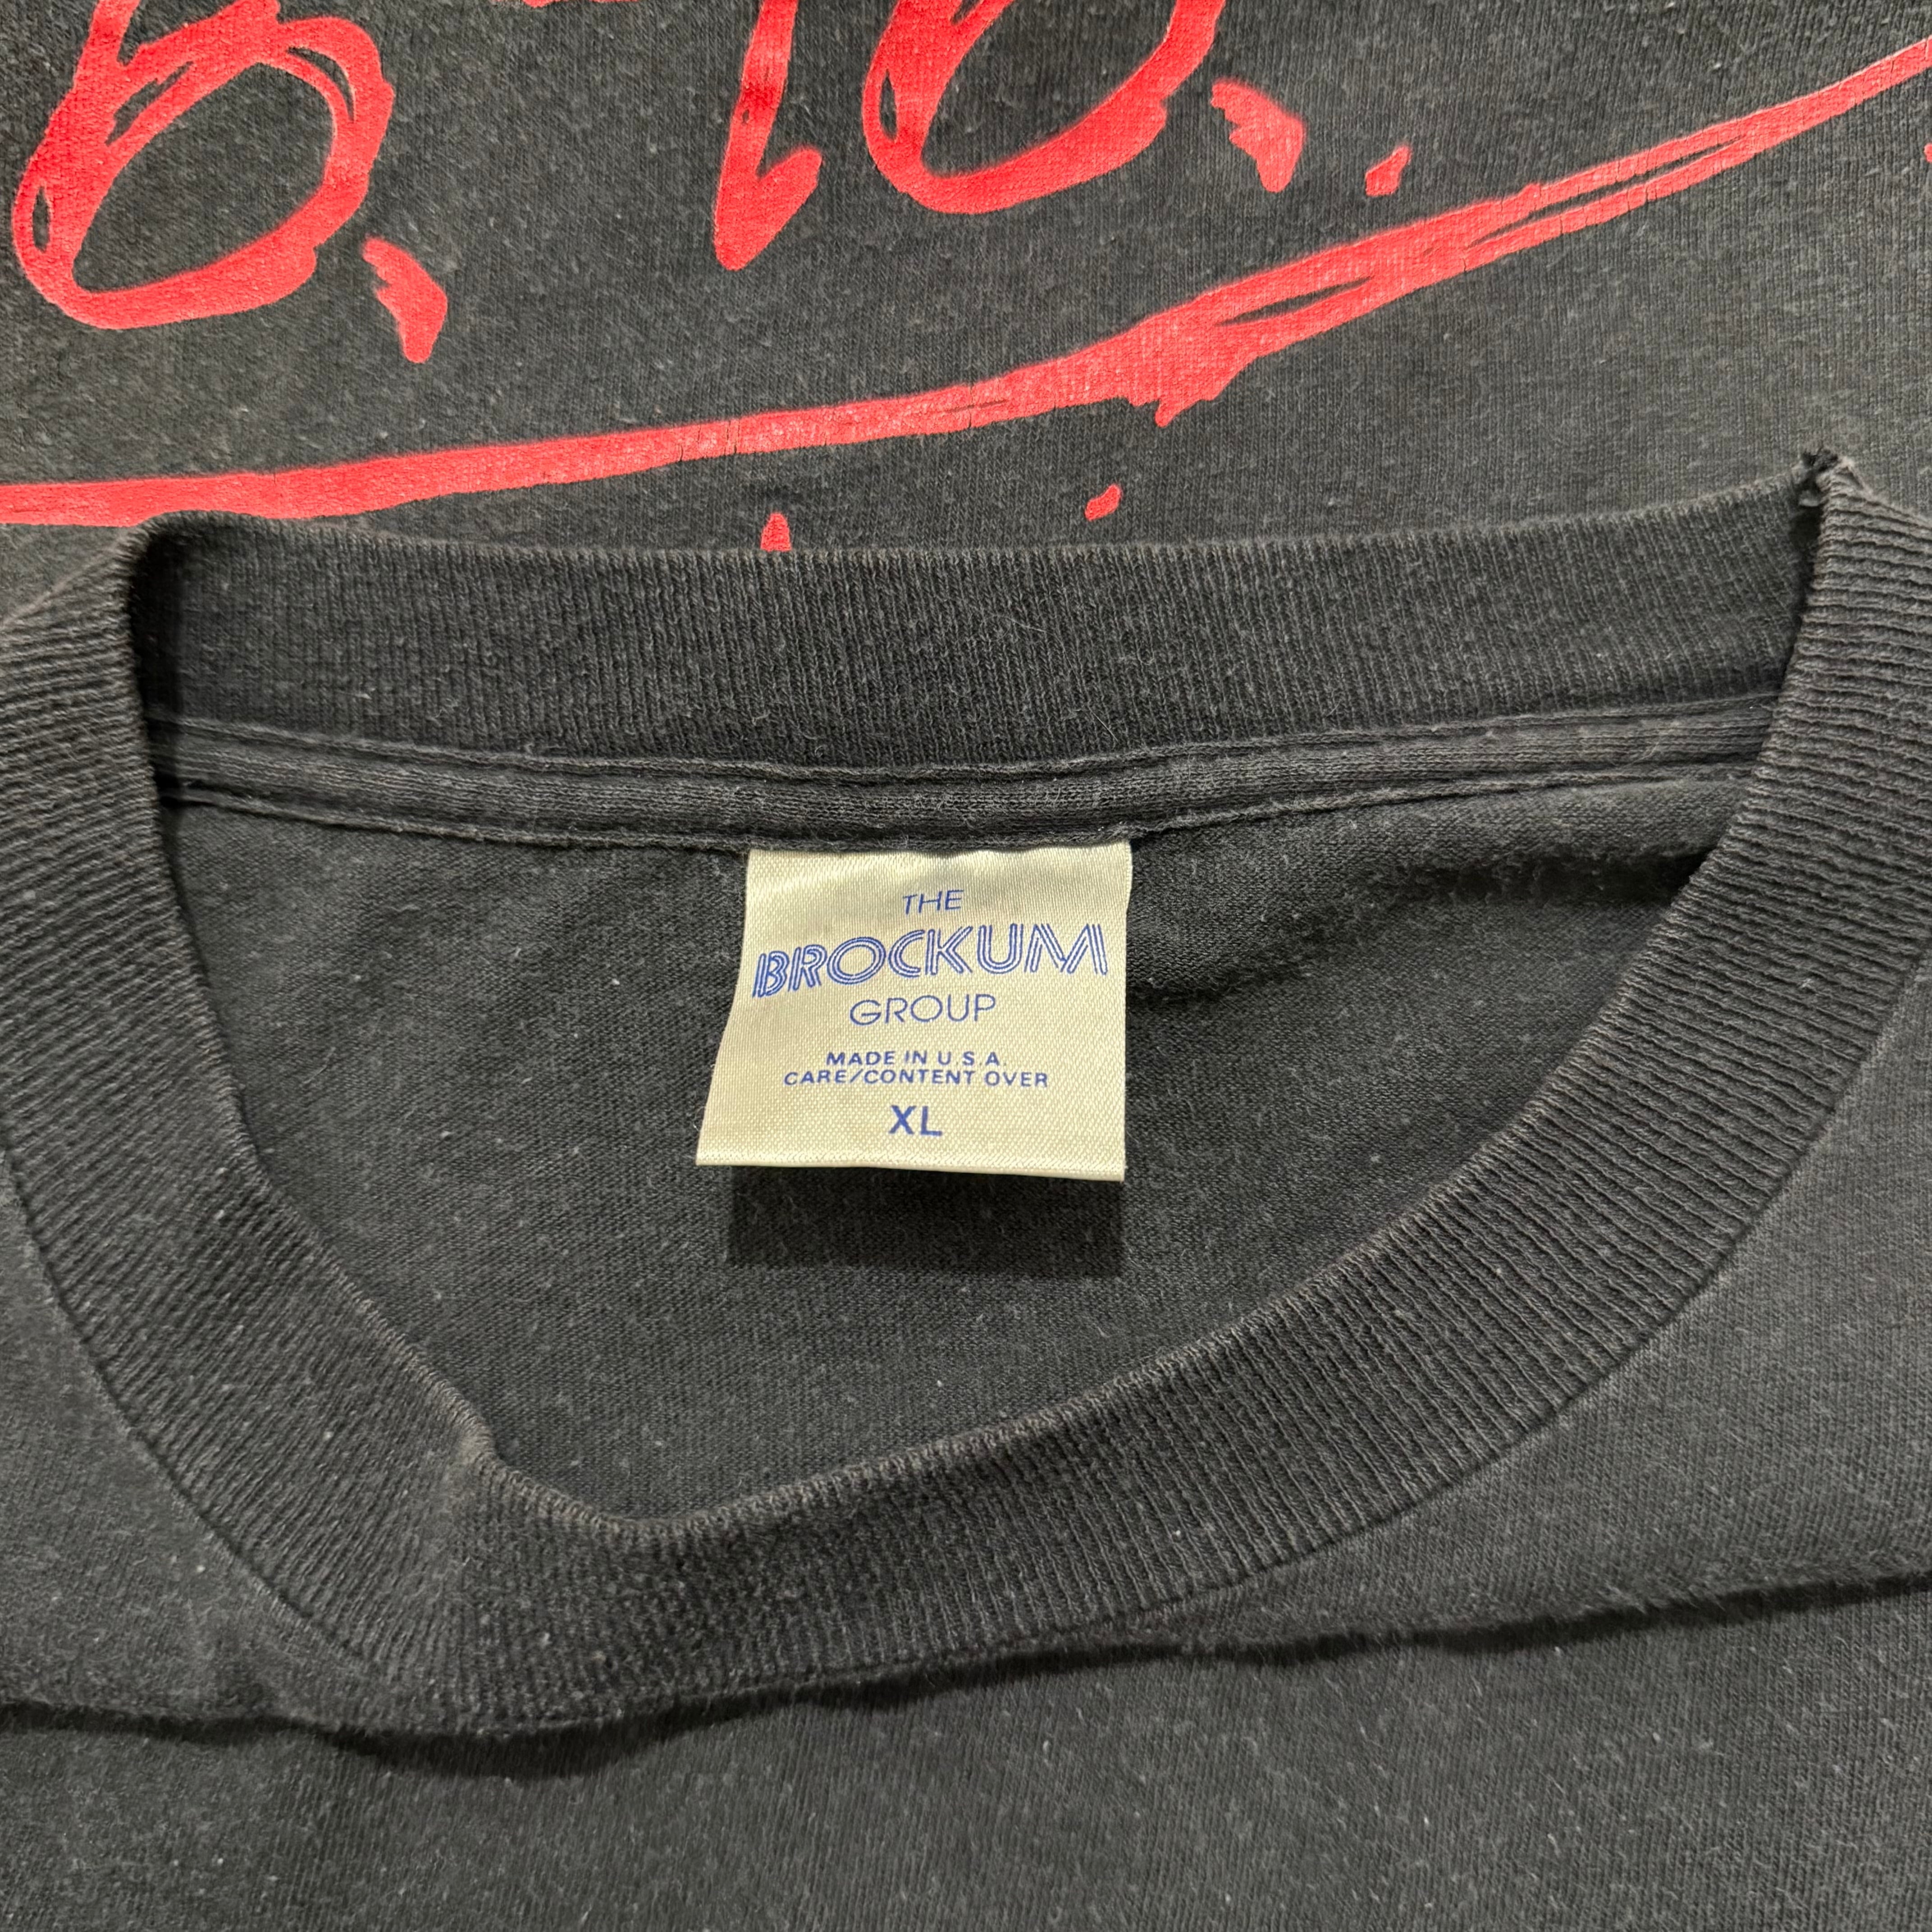 THE
BROCKUM
GROUP
MADE IN U.S.A.
CARE/CONTENT OVER
XL